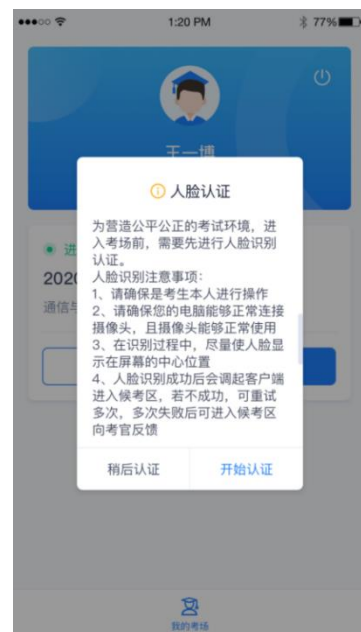 1:20 PM
77%
王一博
人脸认证
为营造公平公正的考试环境，进
入考场前，需要先进行人脸识别
认证。
人脸识别注意事项：
1、请确保是考生本人进行操作
2、请确保您的电脑能够正常连接
摄像头，且摄像头能够正常使用
3、在识别过程中，尽量使人脸显
示在屏幕的中心位置
4、人脸识别成功后会调起客户端
进入候考区，若不成功，可重试
多次，多次失败后可进入候考区
向考官反馈
进
2020
通信与
稍后认证
开始认证
我的考场